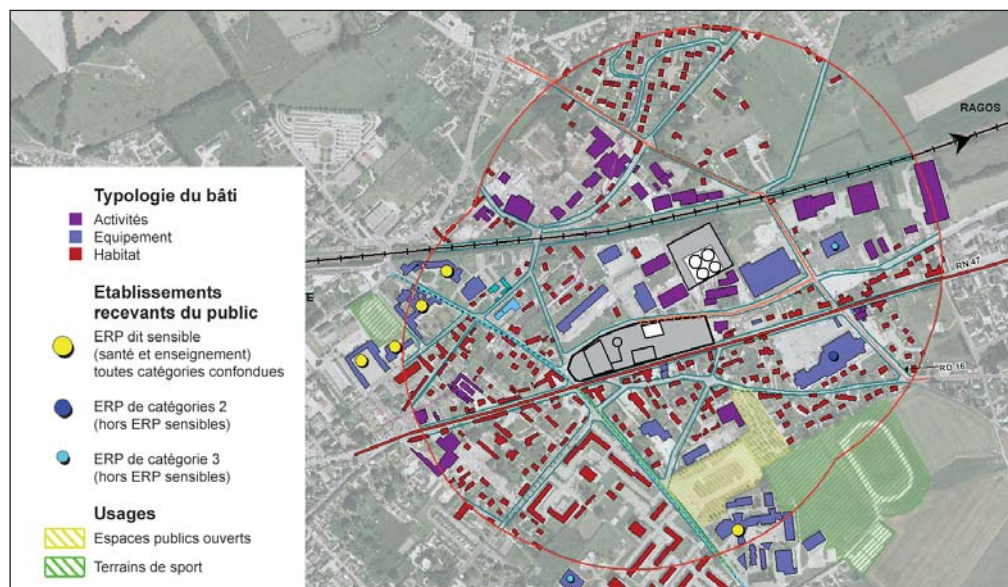 RAGOS
TE
RN 47
RD 16
Typologie du bâti
Activités
Equipement
Habitat
Etablissements
recevants du public
ERP dit sensible
(santé et enseignement)
toutes catégories confondues
ERP de catégories 2
(hors ERP sensibles)
ERP de catégorie 3
(hors ERP sensibles)
Usages
Espaces publics ouverts
Terrains de sport